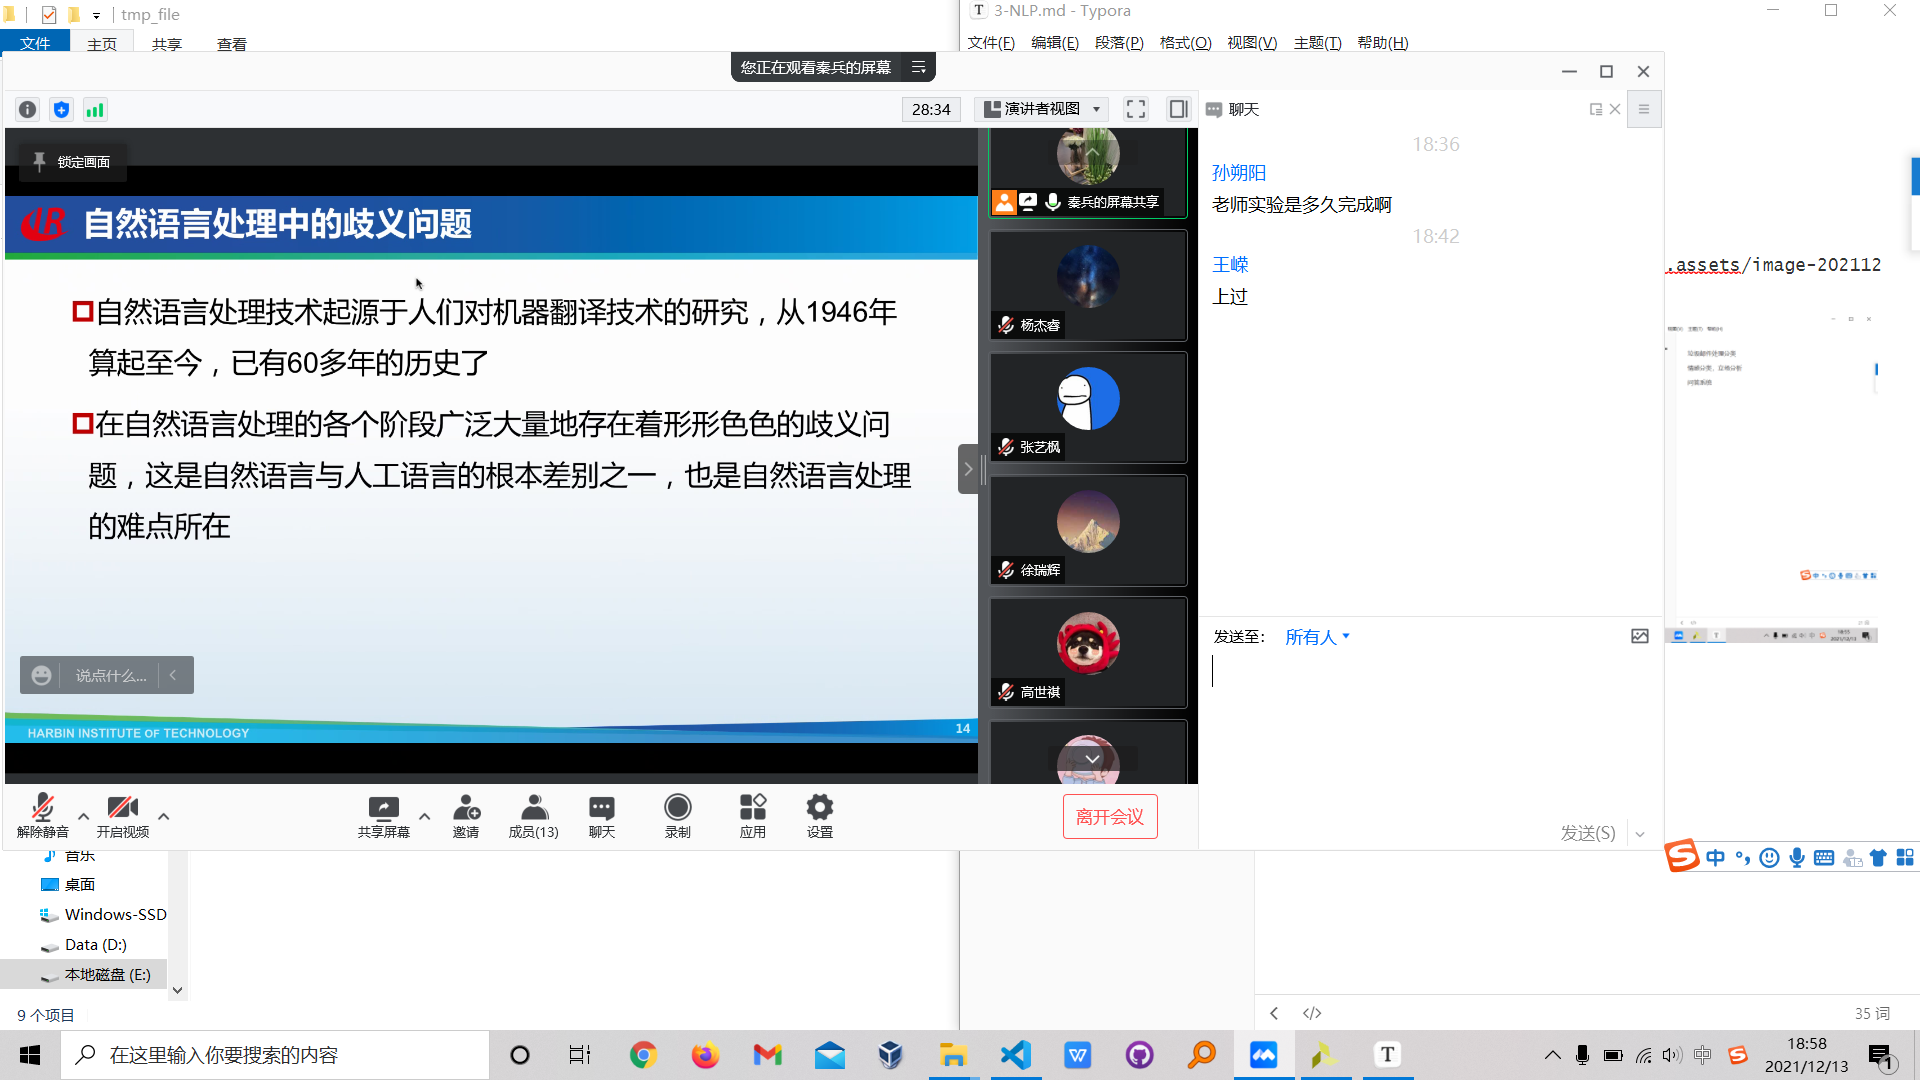 tmp_file
文件
主页
共享
查看
3-NLP.md - Typora
文件(F) 编辑(E) 段落(P) 格式(O) 视图(V) 主题(T) 帮助(H)
您正在观看秦兵的屏幕
28:34
演讲者视图
锁定画面
自然语言处理中的歧义问题
自然语言处理技术起源于人们对机器翻译技术的研究，从1946年
算起至今，已有60多年的历史了
在自然语言处理的各个阶段广泛大量地存在着形形色色的歧义问
题，这是自然语言与人工语言的根本差别之一，也是自然语言处理
的难点所在
说点什么...
HARBIN INSTITUTE OF TECHNOLOGY
14
秦兵的屏幕共享
杨杰睿
张艺枫
徐瑞辉
高世祺
聊天
18:36
孙朔阳
老师实验是多久完成啊
18:42
王嵘
上过
发送至：
所有人
发送(S)
.assets/image-202112
垃圾邮件处理分类
问答系统
解除静音
开启视频
共享屏幕
邀请
成员(13)
聊天
录制
应用
设置
离开会议
音乐
桌面
Windows-SSD
Data (D:)
本地磁盘 (E:)
9 个项目
中
</>
35 词
在这里输入你要搜索的内容
中
18:58
2021/12/13
1